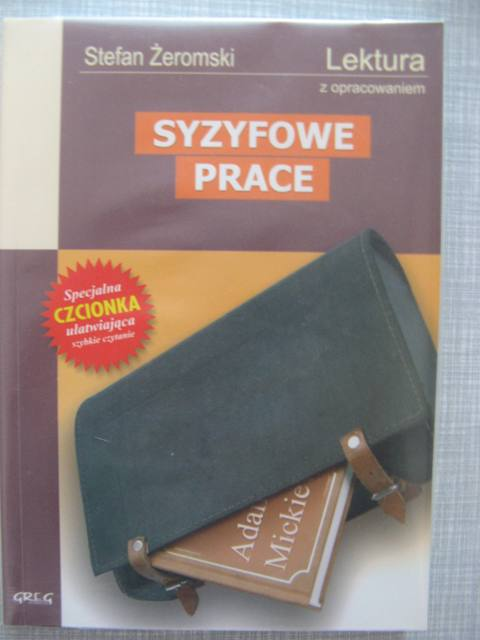 Stefan Żeromski
Lektura
z opracowaniem
SYZYFOWE
PRACE
Specjalna
CZCIONKA
ułatwiająca
szybkie czytanie
Adam
Mickie
GREG